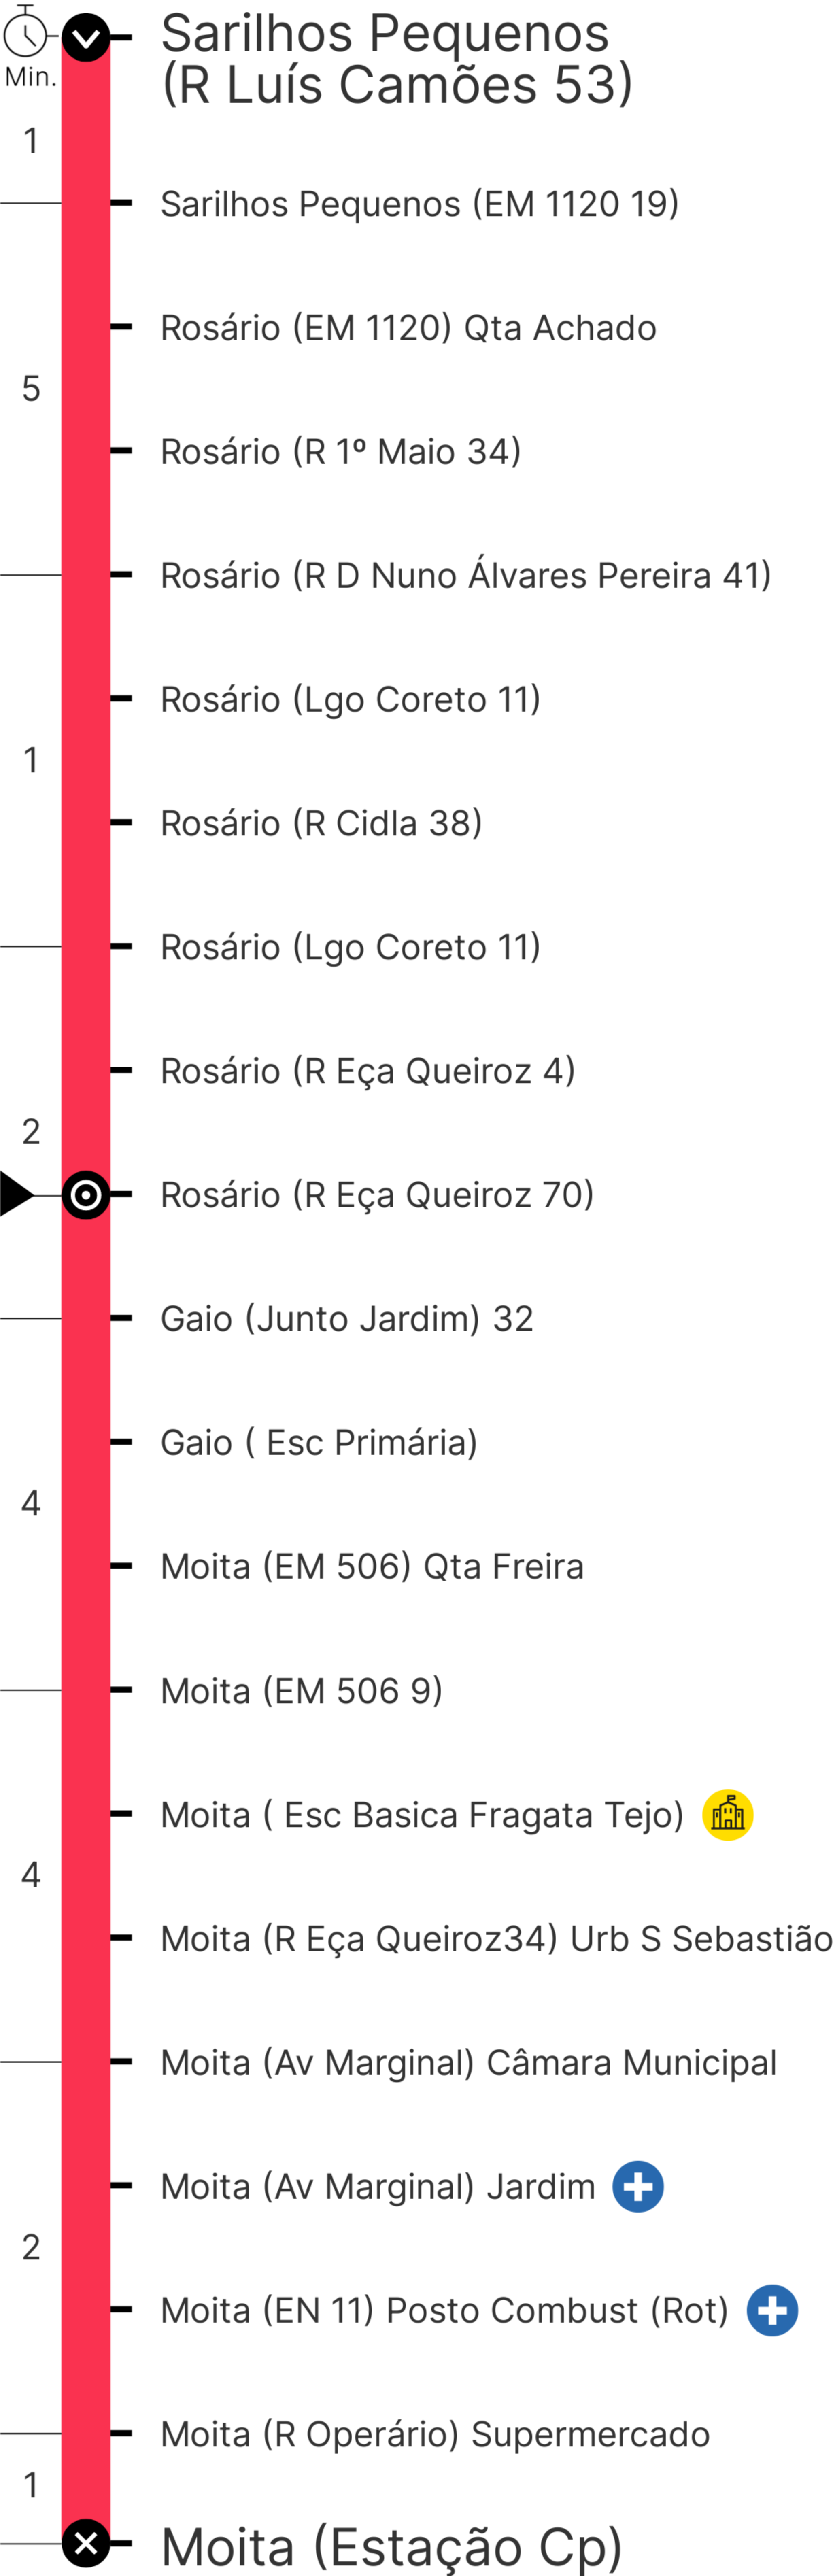 Sarilhos Pequenos
(R Luís Camões 53)
Min.
1
Sarilhos Pequenos (EM 1120 19)
Rosário (EM 1120) Qta Achado
5
Rosário (R 1º Maio 34)
Rosário (R D Nuno Álvares Pereira 41)
Rosário (Lgo Coreto 11)
1
Rosário (R Cidla 38)
Rosário (Lgo Coreto 11)
Rosário (R Eça Queiroz 4)
2
Rosário (R Eça Queiroz 70)
Gaio (Junto Jardim) 32
Gaio ( Esc Primária)
4
Moita (EM 506) Qta Freira
Moita (EM 506 9)
Moita ( Esc Basica Fragata Tejo)
4
Moita (R Eça Queiroz34) Urb S Sebastião
Moita (Av Marginal) Câmara Municipal
Moita (Av Marginal) Jardim
2
Moita (EN 11) Posto Combust (Rot)
Moita (R Operário) Supermercado
1
Moita (Estação Cp)